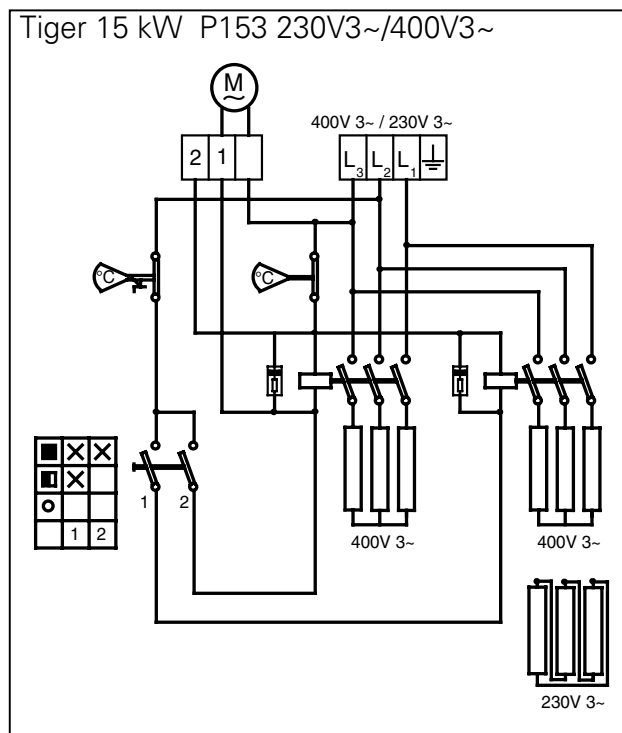 Tiger 15 kW P153 230V3~/400V3~
M
~
400V 3~ / 230V 3~
2 1 L3 L2 L1
°C °C
1 2
1 2
400V 3~ 400V 3~
230V 3~